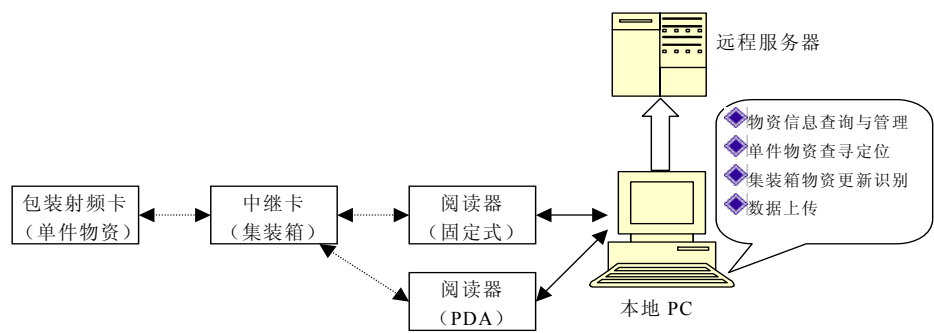 远程服务器
物资信息查询与管理
单件物资查寻定位
集装箱物资更新识别
数据上传
包装射频卡
（单件物资）
中继卡
（集装箱）
阅读器
（固定式）
阅读器
（PDA）
本地 PC